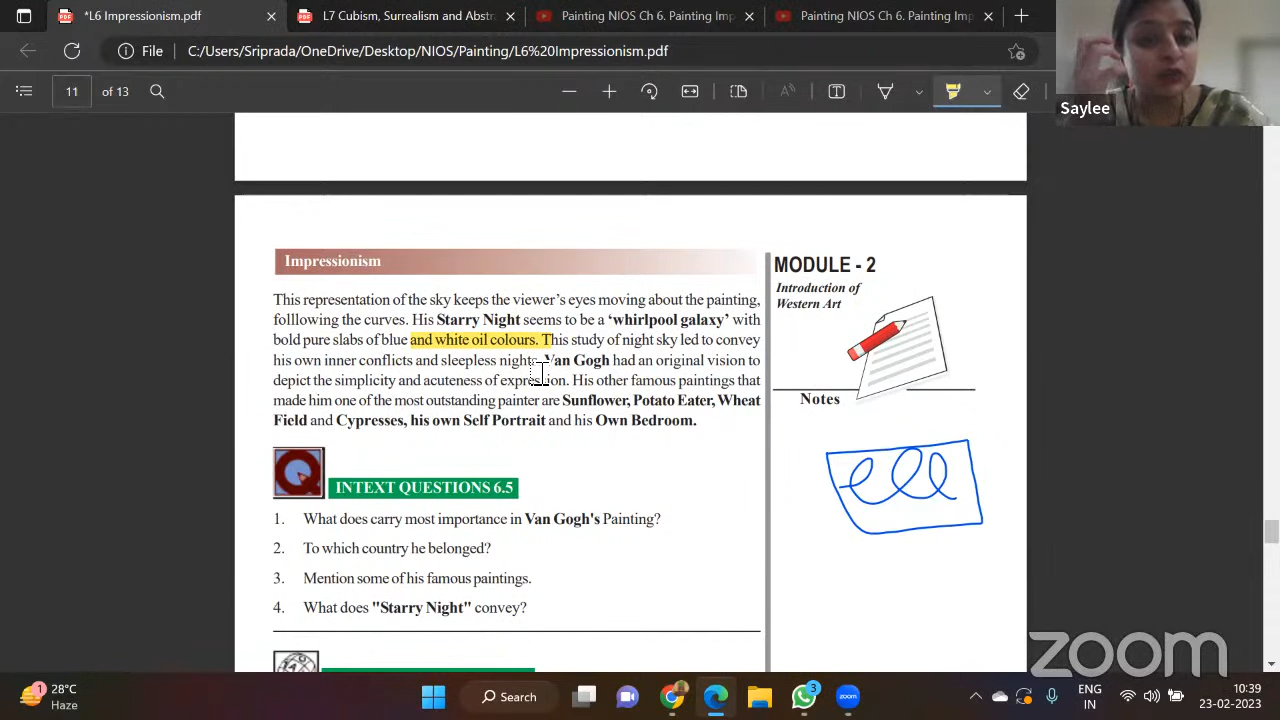 *L6 Impressionism.pdf
L7 Cubism, Surrealism and Abst
Painting NIOS Ch 6. Painting Imp
Painting NIOS Ch 6. Painting Imp
File C:/Users/Sriprada/OneDrive/Desktop/NIOS/Painting/L6%20Impressionism.pdf
11 of 13
Saylee
Impressionism
This representation of the sky keeps the viewer's eyes moving about the painting,
folllowing the curves. His Starry Night seems to be a 'whirlpool galaxy' with
bold pure slabs of blue and white oil colours. This study of night sky led to convey
his own inner conflicts and sleepless nights. Van Gogh had an original vision to
depict the simplicity and acuteness of expression. His other famous paintings that
made him one of the most outstanding painter are Sunflower, Potato Eater, Wheat
Field and Cypresses, his own Self Portrait and his Own Bedroom.
Q
INTEXT QUESTIONS 6.5
1. What does carry most importance in Van Gogh's Painting?
2. To which country he belonged?
3. Mention some of his famous paintings.
4. What does "Starry Night" convey?
MODULE - 2
Introduction of
Western Art
Notes
zoom
1
28°C
Haze
Search
3
zoom
ENG
IN
10:39
23-02-2023